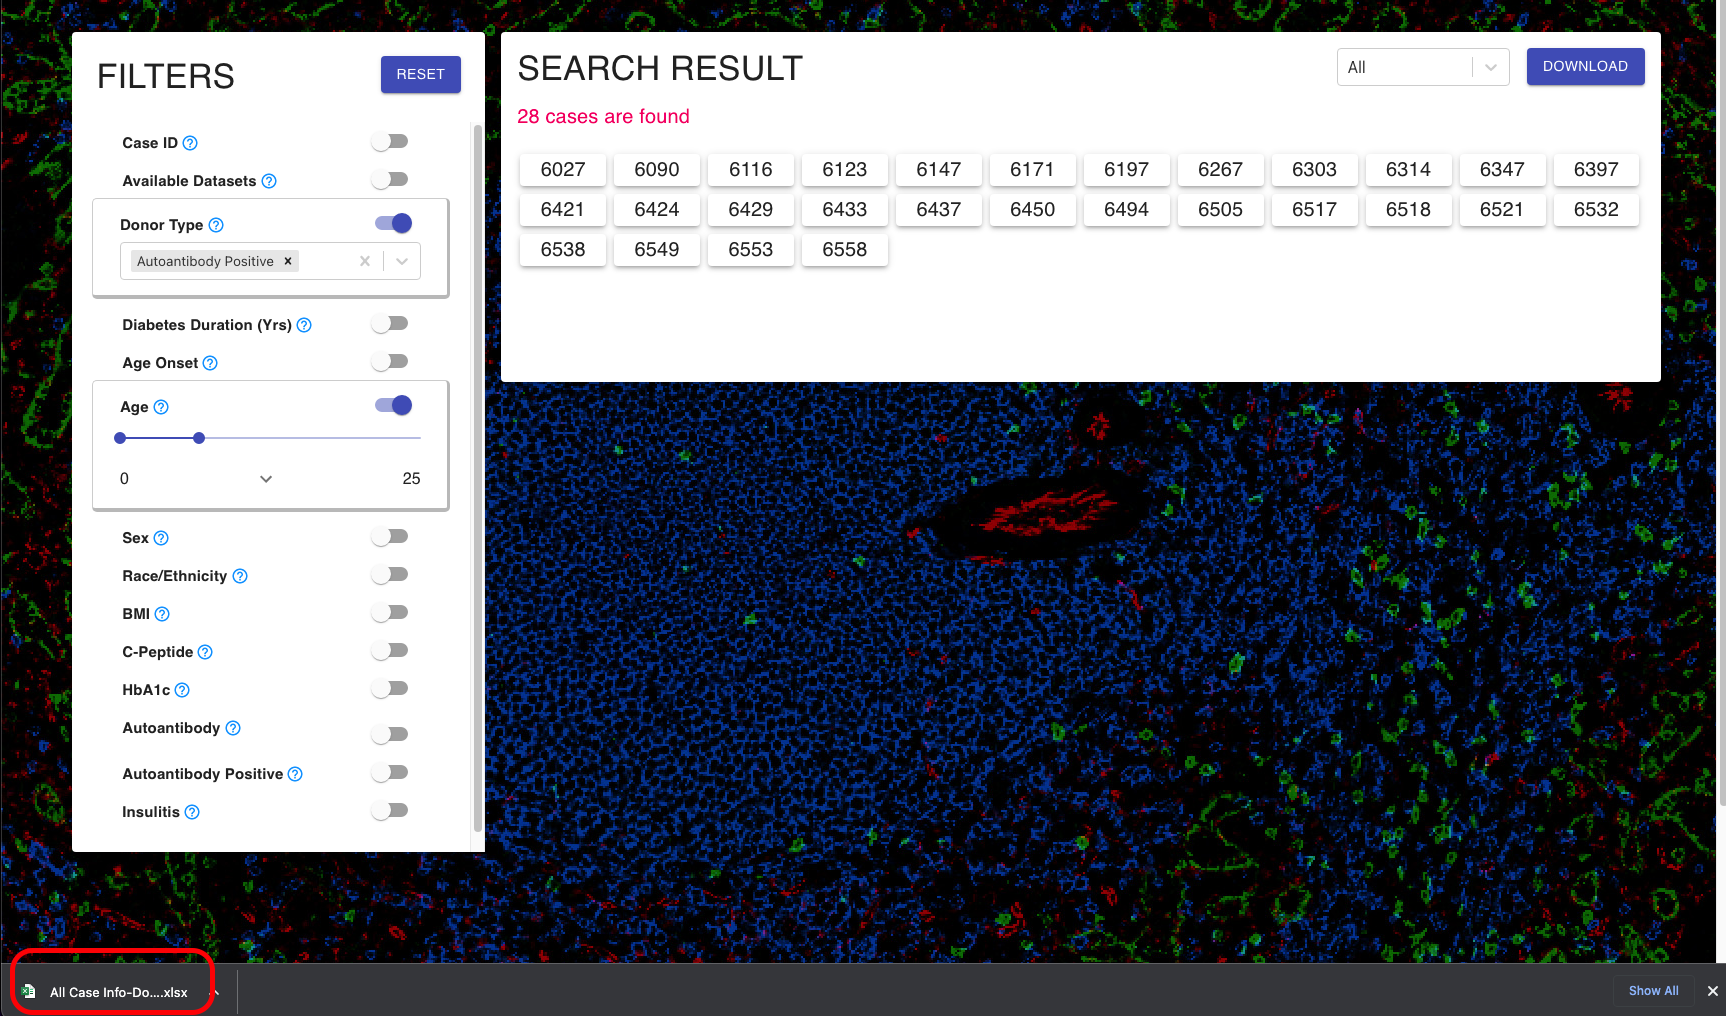 FILTERS
RESET
Case ID ?
Available Datasets ?
Donor Type ?
Autoantibody Positive ×
Diabetes Duration (Yrs) ?
Age Onset ?
Age ?
0 25
Sex ?
Race/Ethnicity ?
BMI ?
C-Peptide ?
HbA1c ?
Autoantibody ?
Autoantibody Positive ?
Insulitis ?
SEARCH RESULT
All
DOWNLOAD
28 cases are found
6027 6090 6116 6123 6147 6171 6197 6267 6303 6314 6347 6397
6421 6424 6429 6433 6437 6450 6494 6505 6517 6518 6521 6532
6538 6549 6553 6558
All Case Info-Do....xlsx
Show All